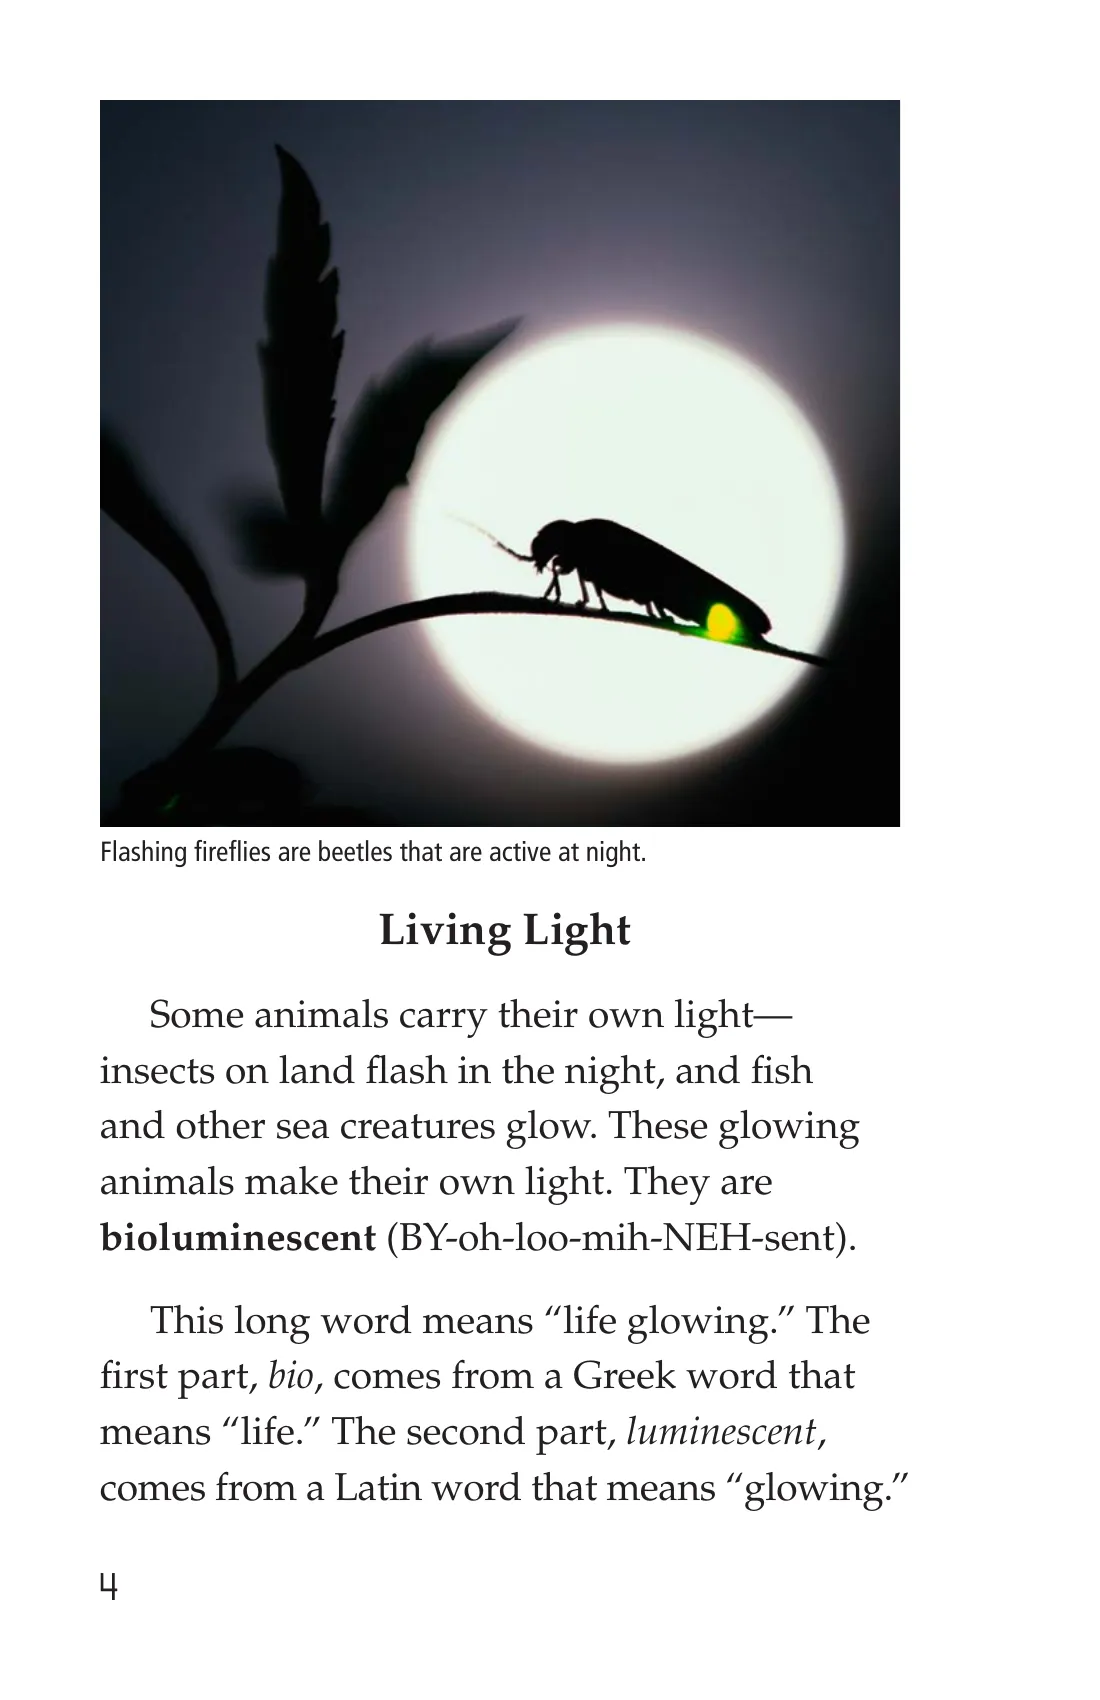 Flashing fireflies are beetles that are active at night.
Living Light
Some animals carry their own light—
insects on land flash in the night, and fish
and other sea creatures glow. These glowing
animals make their own light. They are
bioluminescent (BY-oh-loo-mih-NEH-sent).
This long word means “life glowing.” The
first part, bio, comes from a Greek word that
means “life.” The second part, luminescent,
comes from a Latin word that means “glowing.”
4